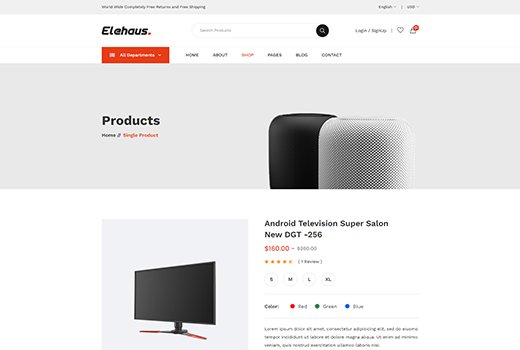 World Wide Completely Free Returns and Free Shipping
English
USD
Elehaus.
Search Products
Login / SignUp
All Departments
HOME
ABOUT
SHOP
PAGES
BLOG
CONTACT
Products
Home // Single Product
Android Television Super Salon
New DGT -256
$160.00 – $260.00
( 1 Review )
S M L XL
Color: Red Green Blue
Lorem ipsum dolor sit amet, consectetur adipisicing elit, sed do eiusmo
tempor incididunt ut labore et dolore magna aliqua. Ut enim ad minim veniam,
quis nostrud exercitation ullamco laboris nisi.